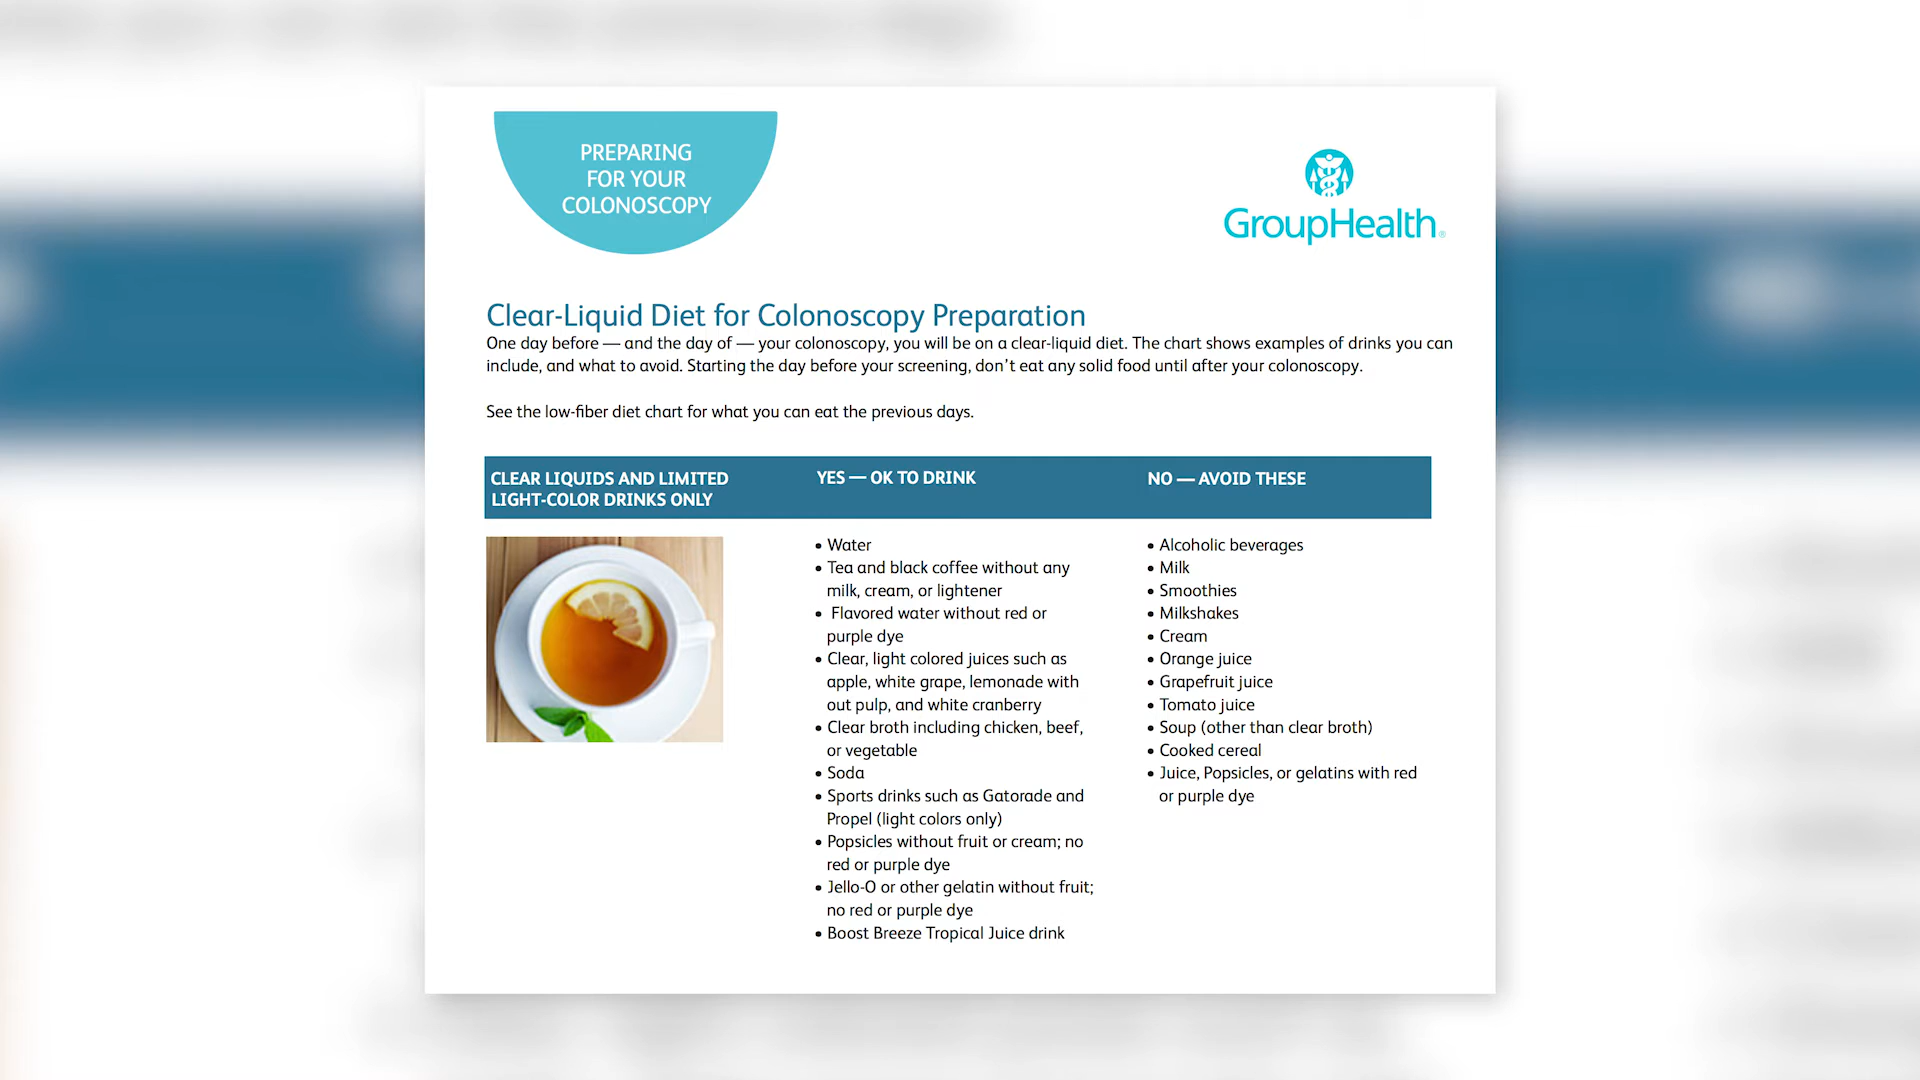 PREPARING
FOR YOUR
COLONOSCOPY
GroupHealth®
Clear-Liquid Diet for Colonoscopy Preparation
One day before — and the day of — your colonoscopy, you will be on a clear-liquid diet. The chart shows examples of drinks you can
include, and what to avoid. Starting the day before your screening, don't eat any solid food until after your colonoscopy.
See the low-fiber diet chart for what you can eat the previous days.
CLEAR LIQUIDS AND LIMITED
LIGHT-COLOR DRINKS ONLY
YES — OK TO DRINK
• Water
• Tea and black coffee without any
milk, cream, or lightener
• Flavored water without red or
purple dye
• Clear, light colored juices such as
apple, white grape, lemonade with
out pulp, and white cranberry
• Clear broth including chicken, beef,
or vegetable
• Soda
• Sports drinks such as Gatorade and
Propel (light colors only)
• Popsicles without fruit or cream; no
red or purple dye
• Jello-O or other gelatin without fruit;
no red or purple dye
• Boost Breeze Tropical Juice drink
NO — AVOID THESE
• Alcoholic beverages
• Milk
• Smoothies
• Milkshakes
• Cream
• Orange juice
• Grapefruit juice
• Tomato juice
• Soup (other than clear broth)
• Cooked cereal
• Juice, Popsicles, or gelatins with red
or purple dye